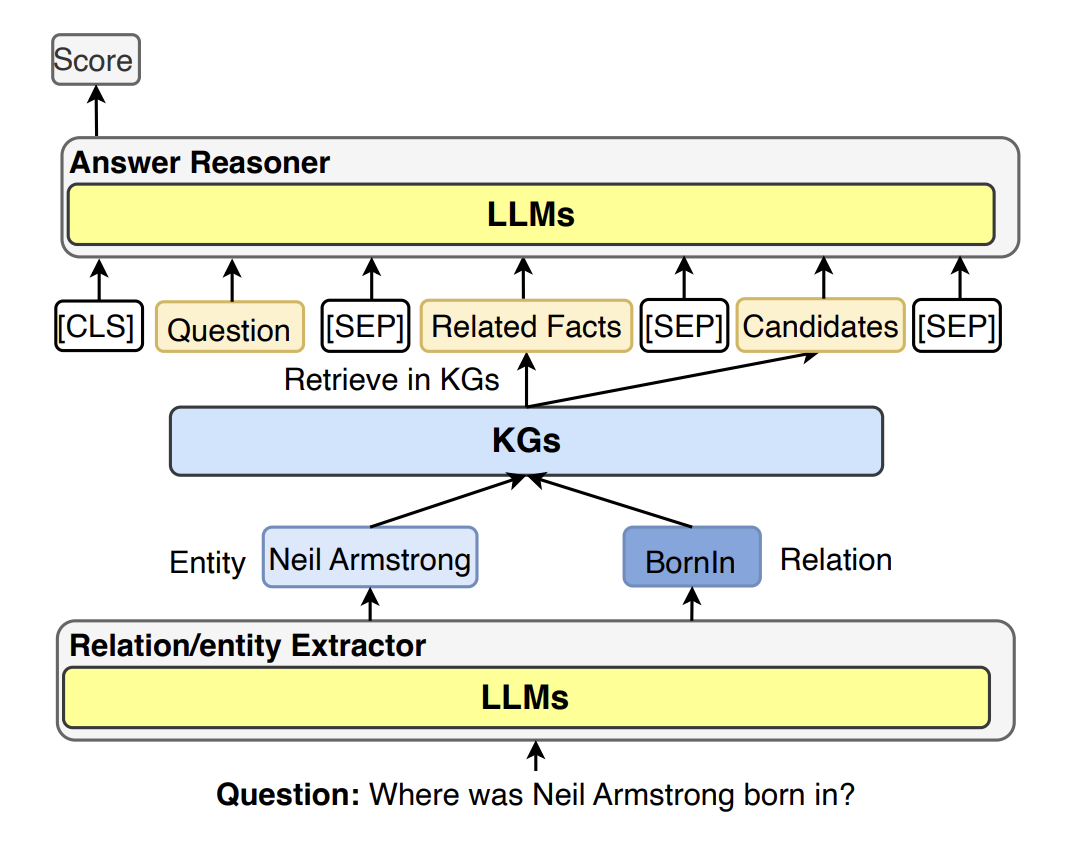 Score
Answer Reasoner
LLMs
[CLS] Question [SEP] Related Facts [SEP] Candidates [SEP]
Retrieve in KGs
KGs
Entity Neil Armstrong BornIn Relation
Relation/entity Extractor
LLMs
Question: Where was Neil Armstrong born in?